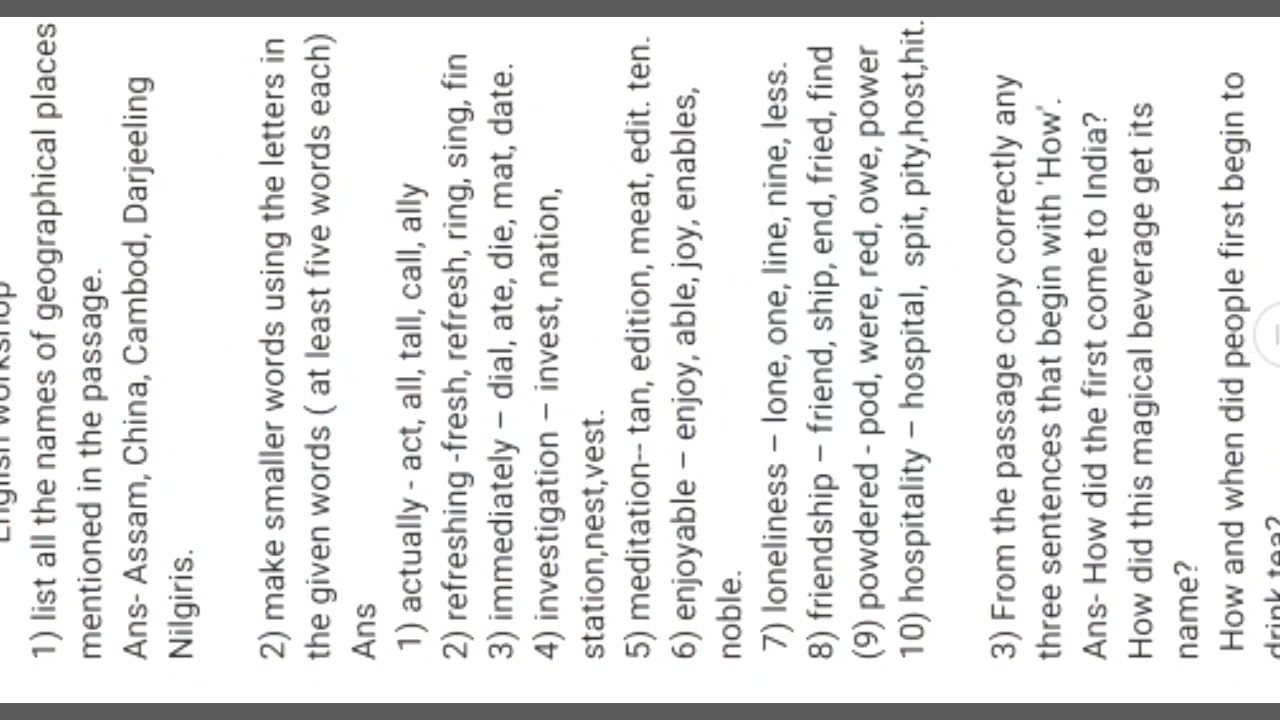 English workshop
1) list all the names of geographical places
mentioned in the passage.
Ans- Assam, China, Cambod, Darjeeling
Nilgiris.
2) make smaller words using the letters in
the given words ( at least five words each)
Ans
1) actually - act, all, tall, call, ally
2) refreshing -fresh, refresh, ring, sing, fin
3) immediately – dial, ate, die, mat, date.
4) investigation – invest, nation,
station,nest,vest.
5) meditation-- tan, edition, meat, edit. ten.
6) enjoyable – enjoy, able, joy, enables,
noble.
7) loneliness – lone, one, line, nine, less.
8) friendship – friend, ship, end, fried, find
(9) powdered - pod, were, red, owe, power
10) hospitality – hospital, spit, pity,host,hit.
3) From the passage copy correctly any
three sentences that begin with 'How'.
Ans- How did the first come to India?
How did this magical beverage get its
name?
How and when did people first begin to
drink tea?